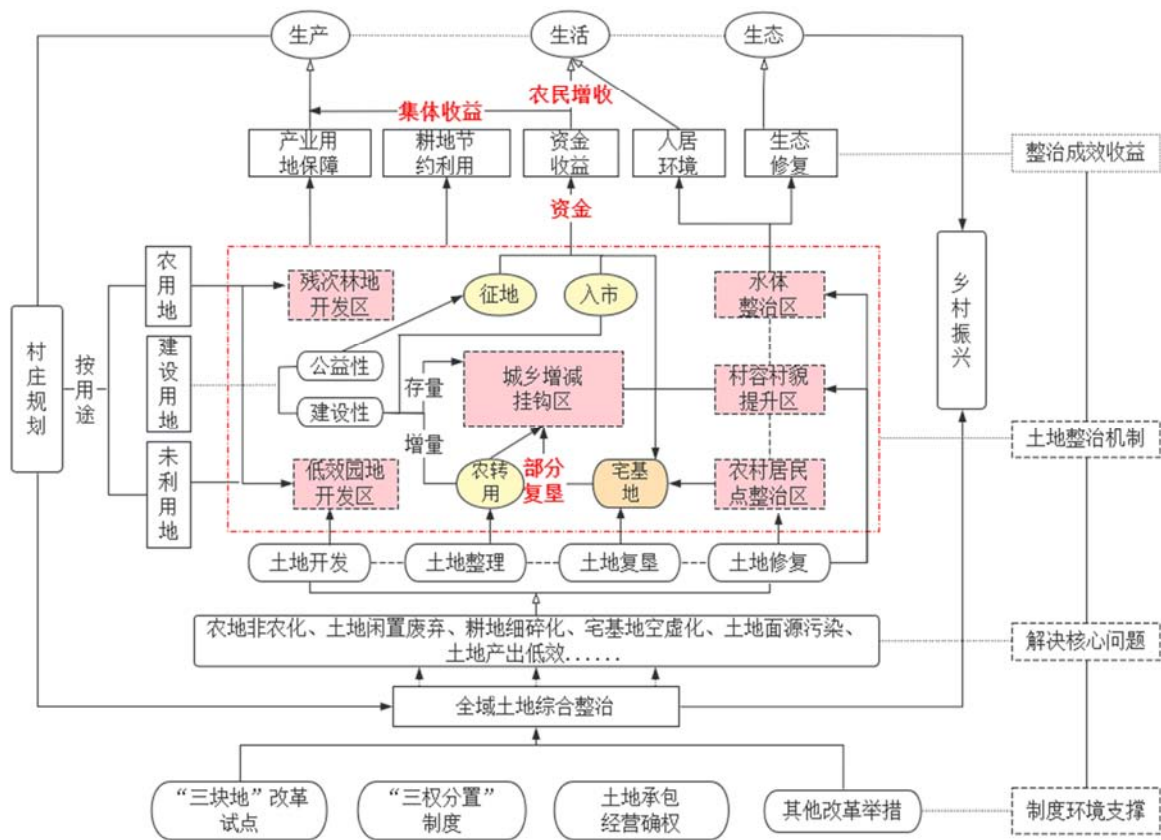 生产
生活
生态
农民增收
集体收益
产业用
地保障
耕地节
约利用
资金
收益
人居
环境
生态
修复
整治成效收益
资金
村庄规划
按用途
农用地
建设用地
未利用地
残次林地
开发区
征地
入市
水体
整治区
公益性
建设性
存量
增量
城乡增减
挂钩区
村容村貌
提升区
乡村振兴
土地整治机制
低效园地
开发区
农转
用
部分
复垦
宅基
地
农村居民
点整治区
土地开发
土地整理
土地复垦
土地修复
农地非农化、土地闲置废弃、耕地细碎化、宅基地空虚化、土地面源污染、
土地产出低效......
解决核心问题
全域土地综合整治
“三块地”改革
试点
“三权分置”
制度
土地承包
经营确权
其他改革举措
制度环境支撑